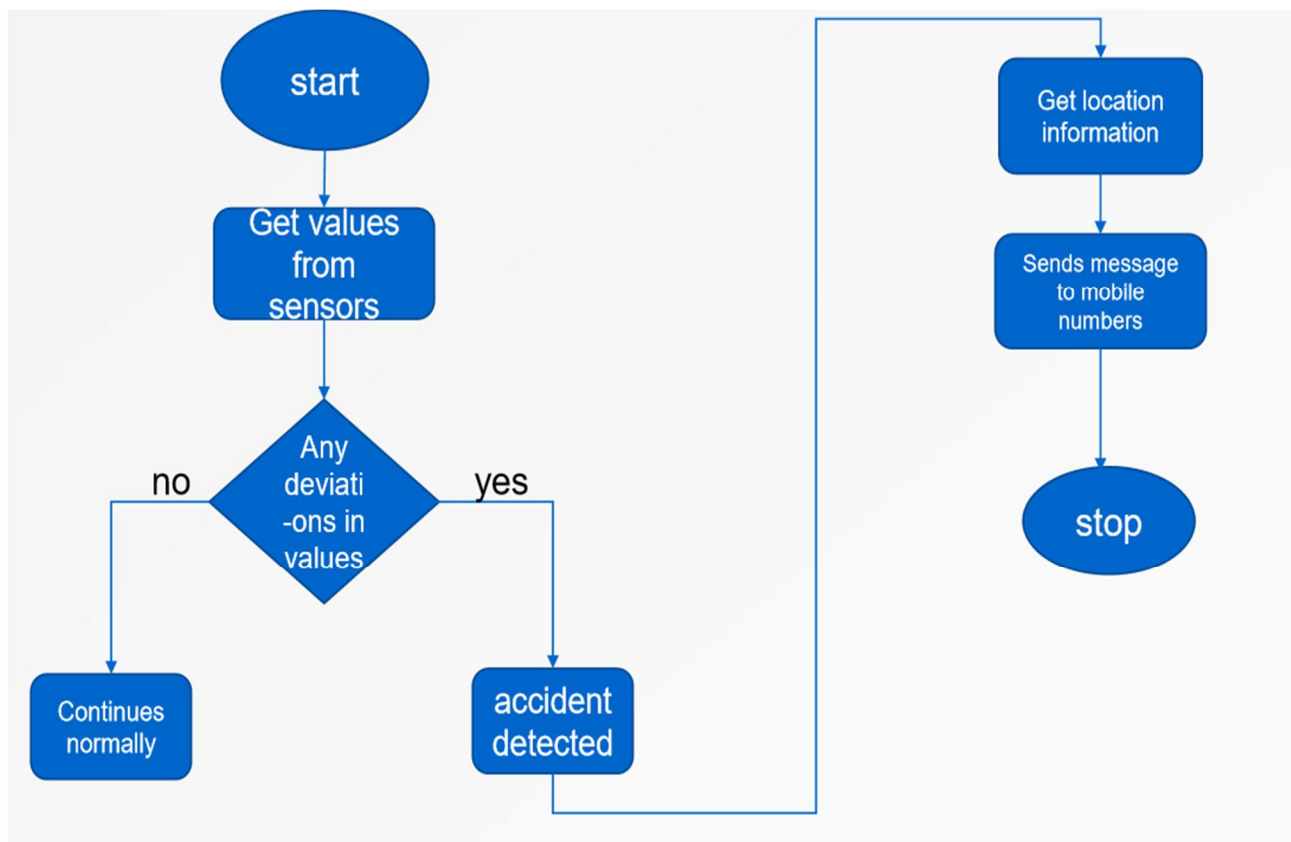 start
Get values
from
sensors
Any
deviati
-ons in
values
no
yes
Continues
normally
accident
detected
Get location
information
Sends message
to mobile
numbers
stop